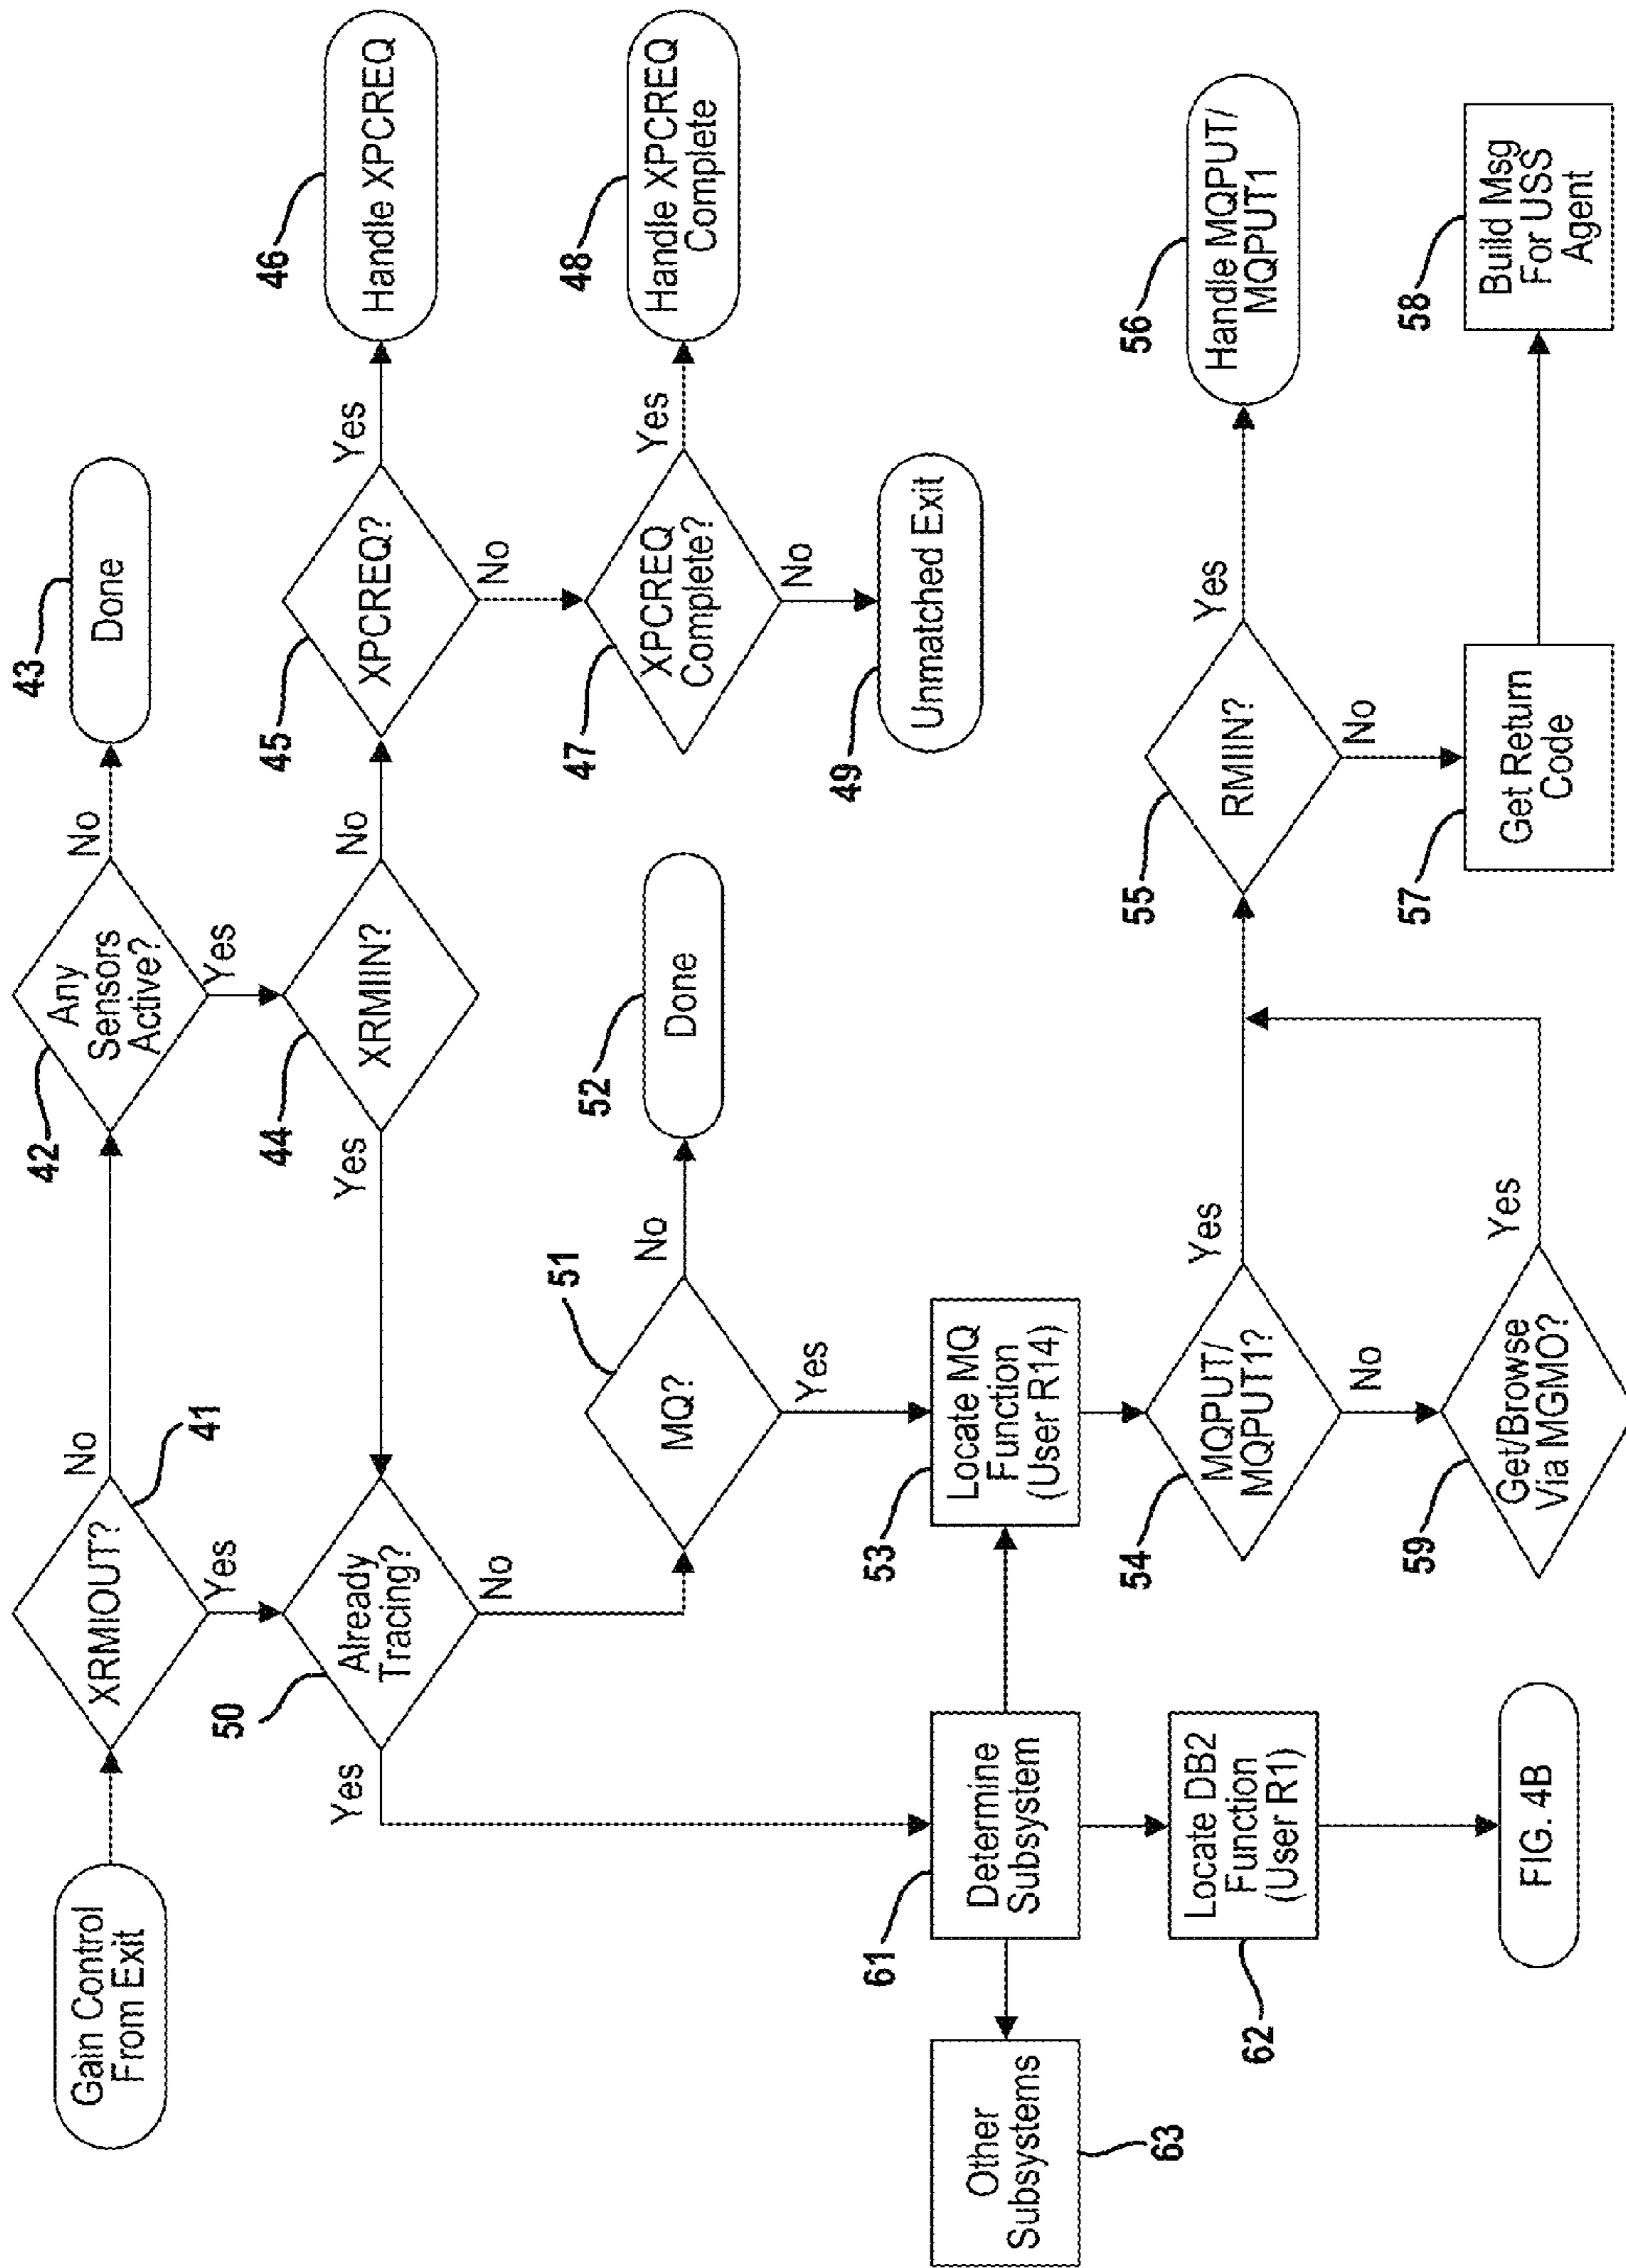 Gain Control
From Exit
XRMIOUT?
41
No
Yes
Any
Sensors
Active?
42
No
Yes
Done
43
Already
Tracing?
50
Yes
No
XRMIIN?
44
Yes
No
XPCREQ?
45
Yes
No
Handle XPCREQ
46
MQ?
51
No
Yes
Done
52
XPCREQ
Complete?
47
Yes
No
Handle XPCREQ
Complete
48
Unmatched Exit
49
Other
Subsystems
63
Determine
Subsystem
61
Locate MQ
Function
(User R14)
53
Locate DB2
Function
(User R1)
62
FIG. 4B
MQPUT/
MQPUT1?
54
Yes
No
Get/Browse
Via MGMO?
59
Yes
RMIIN?
55
Yes
No
Handle MQPUT/
MQPUT1
56
Get Return
Code
57
Build Msg
For USS
Agent
58